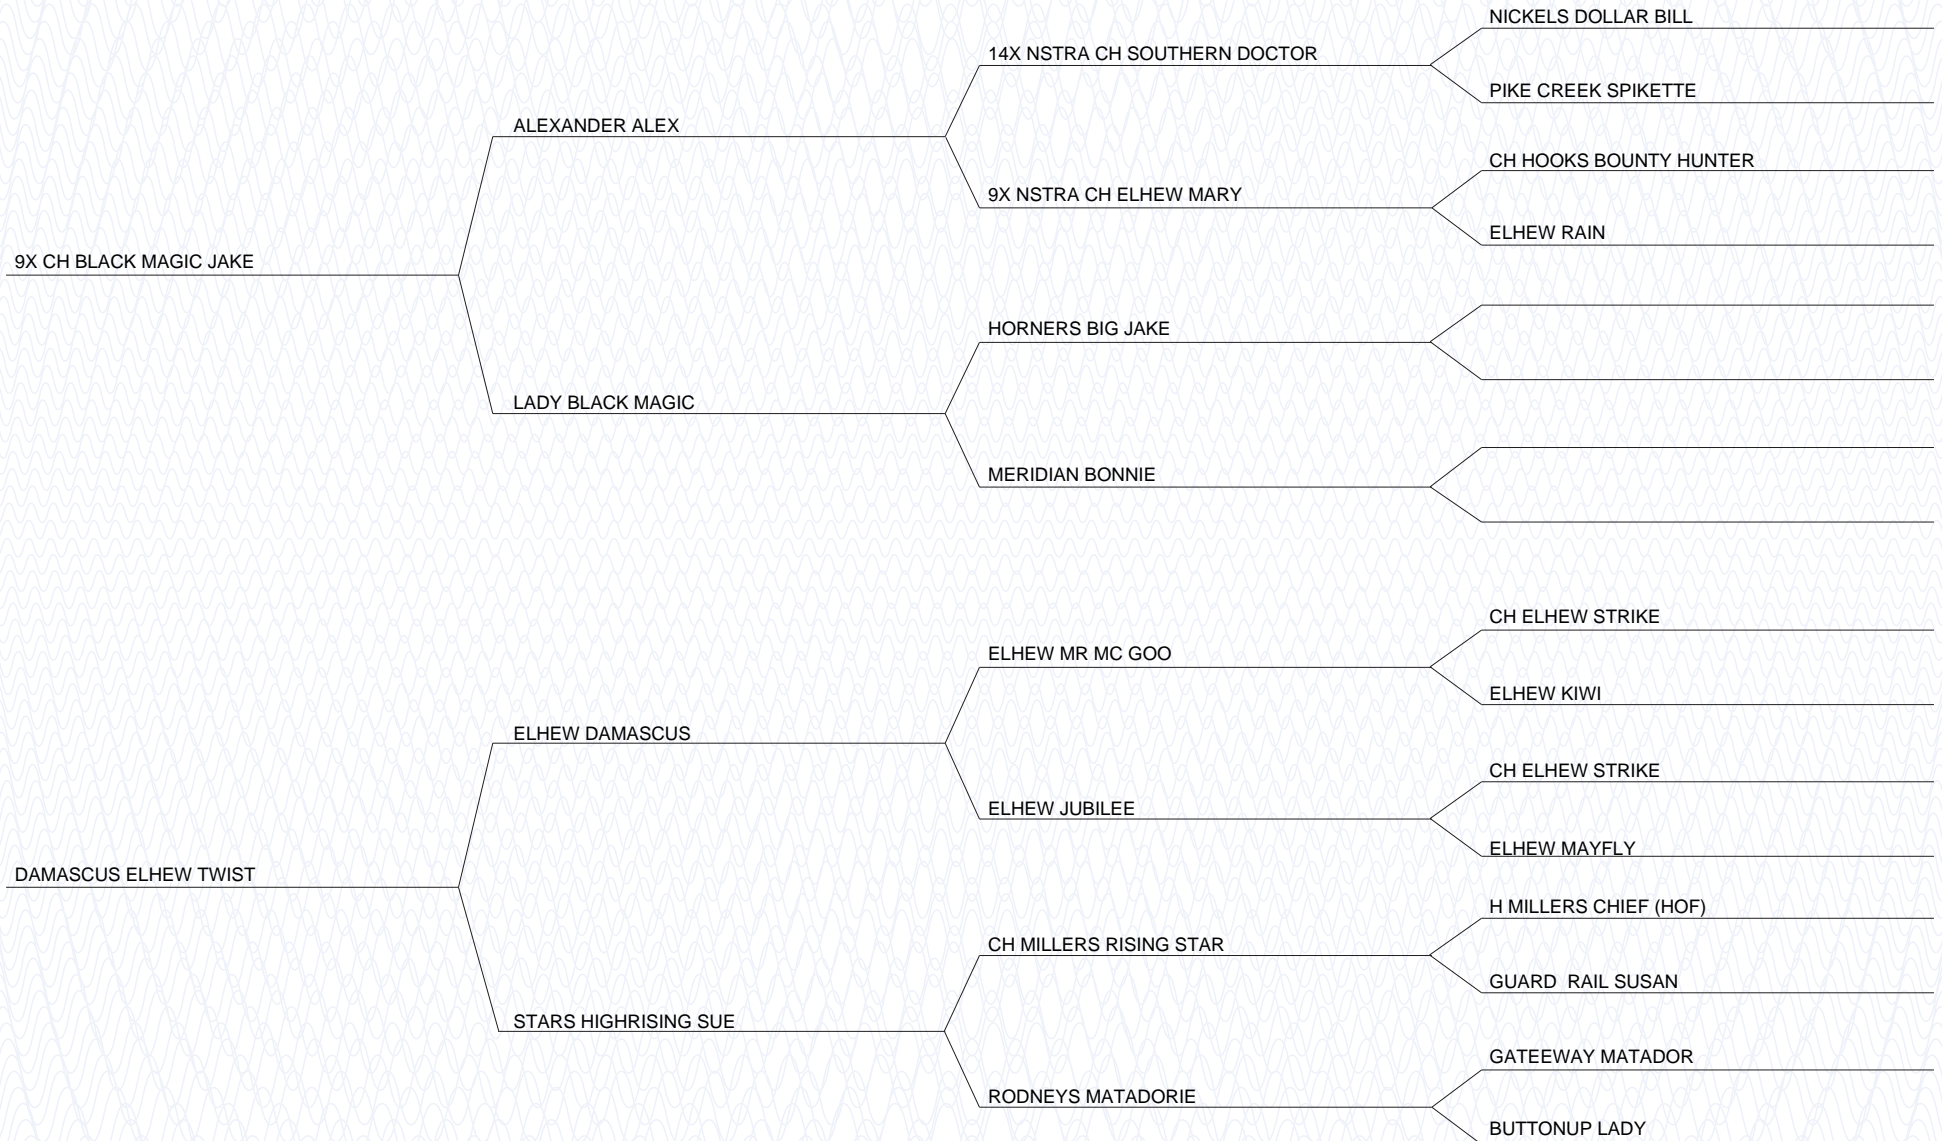 NICKELS DOLLAR BILL
14X NSTRA CH SOUTHERN DOCTOR
PIKE CREEK SPIKETTE
ALEXANDER ALEX
CH HOOKS BOUNTY HUNTER
9X NSTRA CH ELHEW MARY
ELHEW RAIN
9X CH BLACK MAGIC JAKE
HORNERS BIG JAKE
LADY BLACK MAGIC
MERIDIAN BONNIE
CH ELHEW STRIKE
ELHEW MR MC GOO
ELHEW KIWI
ELHEW DAMASCUS
CH ELHEW STRIKE
ELHEW JUBILEE
ELHEW MAYFLY
DAMASCUS ELHEW TWIST
H MILLERS CHIEF (HOF)
CH MILLERS RISING STAR
GUARD  RAIL SUSAN
STARS HIGHRISING SUE
GATEEWAY MATADOR
RODNEYS MATADORIE
BUTTONUP LADY